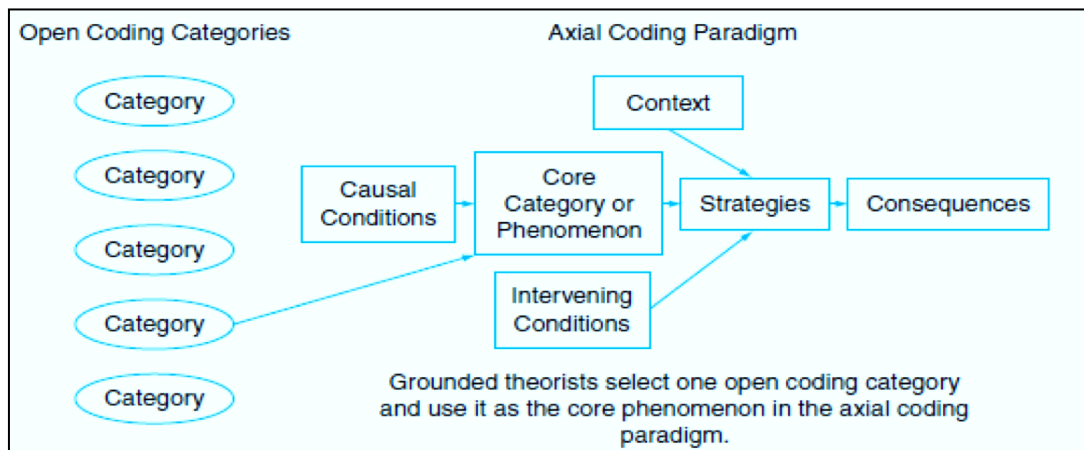 Open Coding Categories
Axial Coding Paradigm
Category
Category
Category
Category
Category
Context
Causal
Conditions
Core
Category or
Phenomenon
Strategies
Consequences
Intervening
Conditions
Grounded theorists select one open coding category
and use it as the core phenomenon in the axial coding
paradigm.